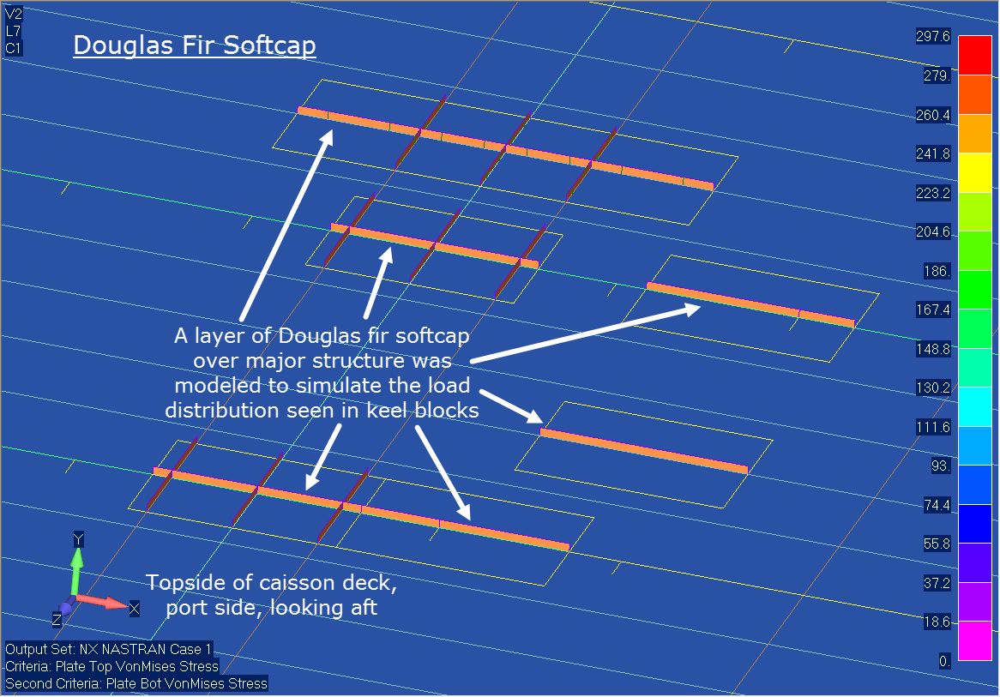 V2
L7
C1
Douglas Fir Softcap
297.6
279.
260.4
241.8
223.2
204.6
186.
167.4
148.8
130.2
111.6
93.
74.4
55.8
37.2
18.6
0.
A layer of Douglas fir softcap
over major structure was
modeled to simulate the load
distribution seen in keel blocks
Topside of caisson deck,
port side, looking aft
Y
X
Z
Output Set: NX NASTRAN Case 1
Criteria: Plate Top VonMises Stress
Second Criteria: Plate Bot VonMises Stress